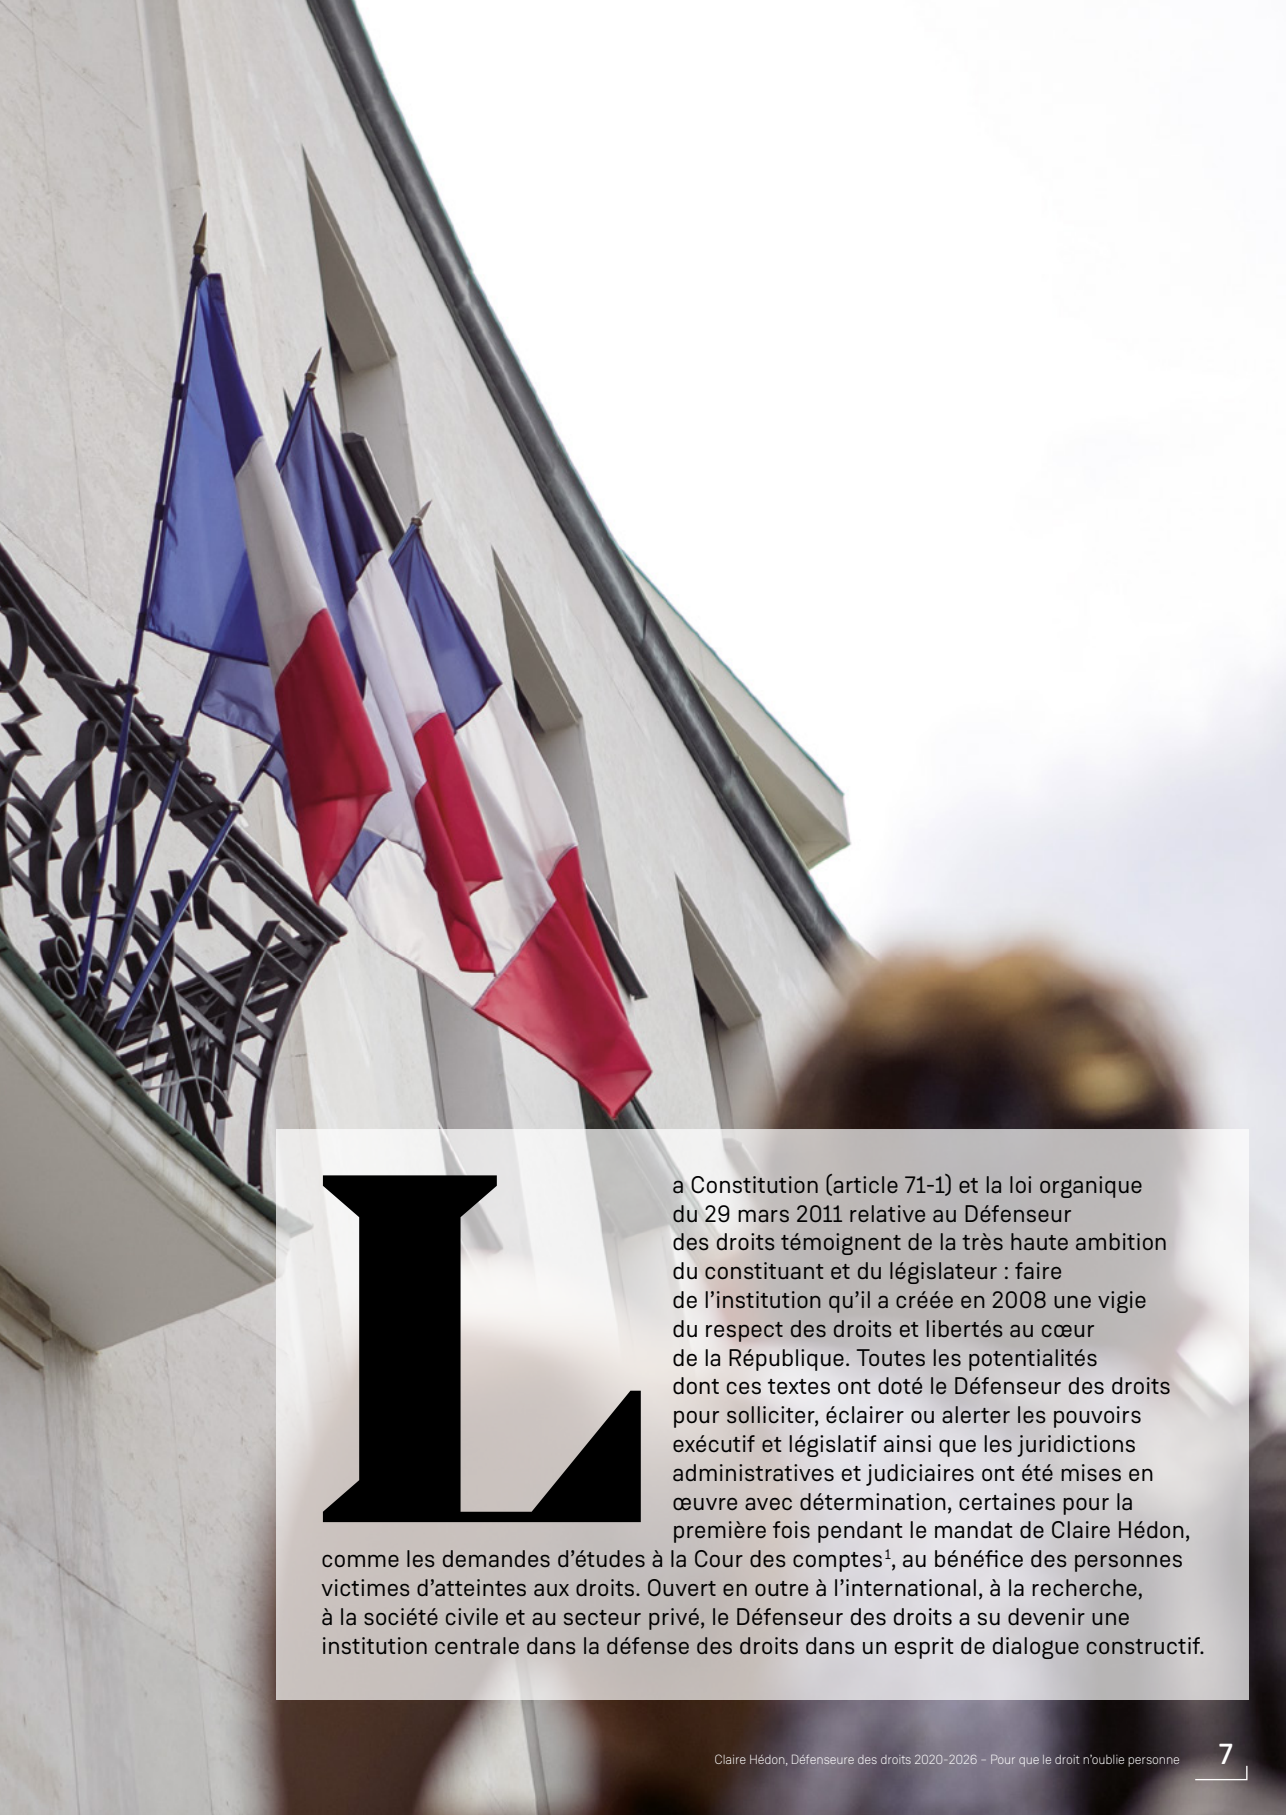 La Constitution (article 71-1) et la loi organique
du 29 mars 2011 relative au Défenseur
des droits témoignent de la très haute ambition
du constituant et du législateur : faire
de l’institution qu’il a créée en 2008 une vigie
du respect des droits et libertés au cœur
de la République. Toutes les potentialités
dont ces textes ont doté le Défenseur des droits
pour solliciter, éclairer ou alerter les pouvoirs
exécutif et législatif ainsi que les juridictions
administratives et judiciaires ont été mises en
œuvre avec détermination, certaines pour la
première fois pendant le mandat de Claire Hédon,
comme les demandes d’études à la Cour des comptes¹, au bénéfice des personnes
victimes d’atteintes aux droits. Ouvert en outre à l’international, à la recherche,
à la société civile et au secteur privé, le Défenseur des droits a su devenir une
institution centrale dans la défense des droits dans un esprit de dialogue constructif.
Claire Hédon, Défenseure des droits 2020-2026 - Pour que le droit n’oublie personne 7